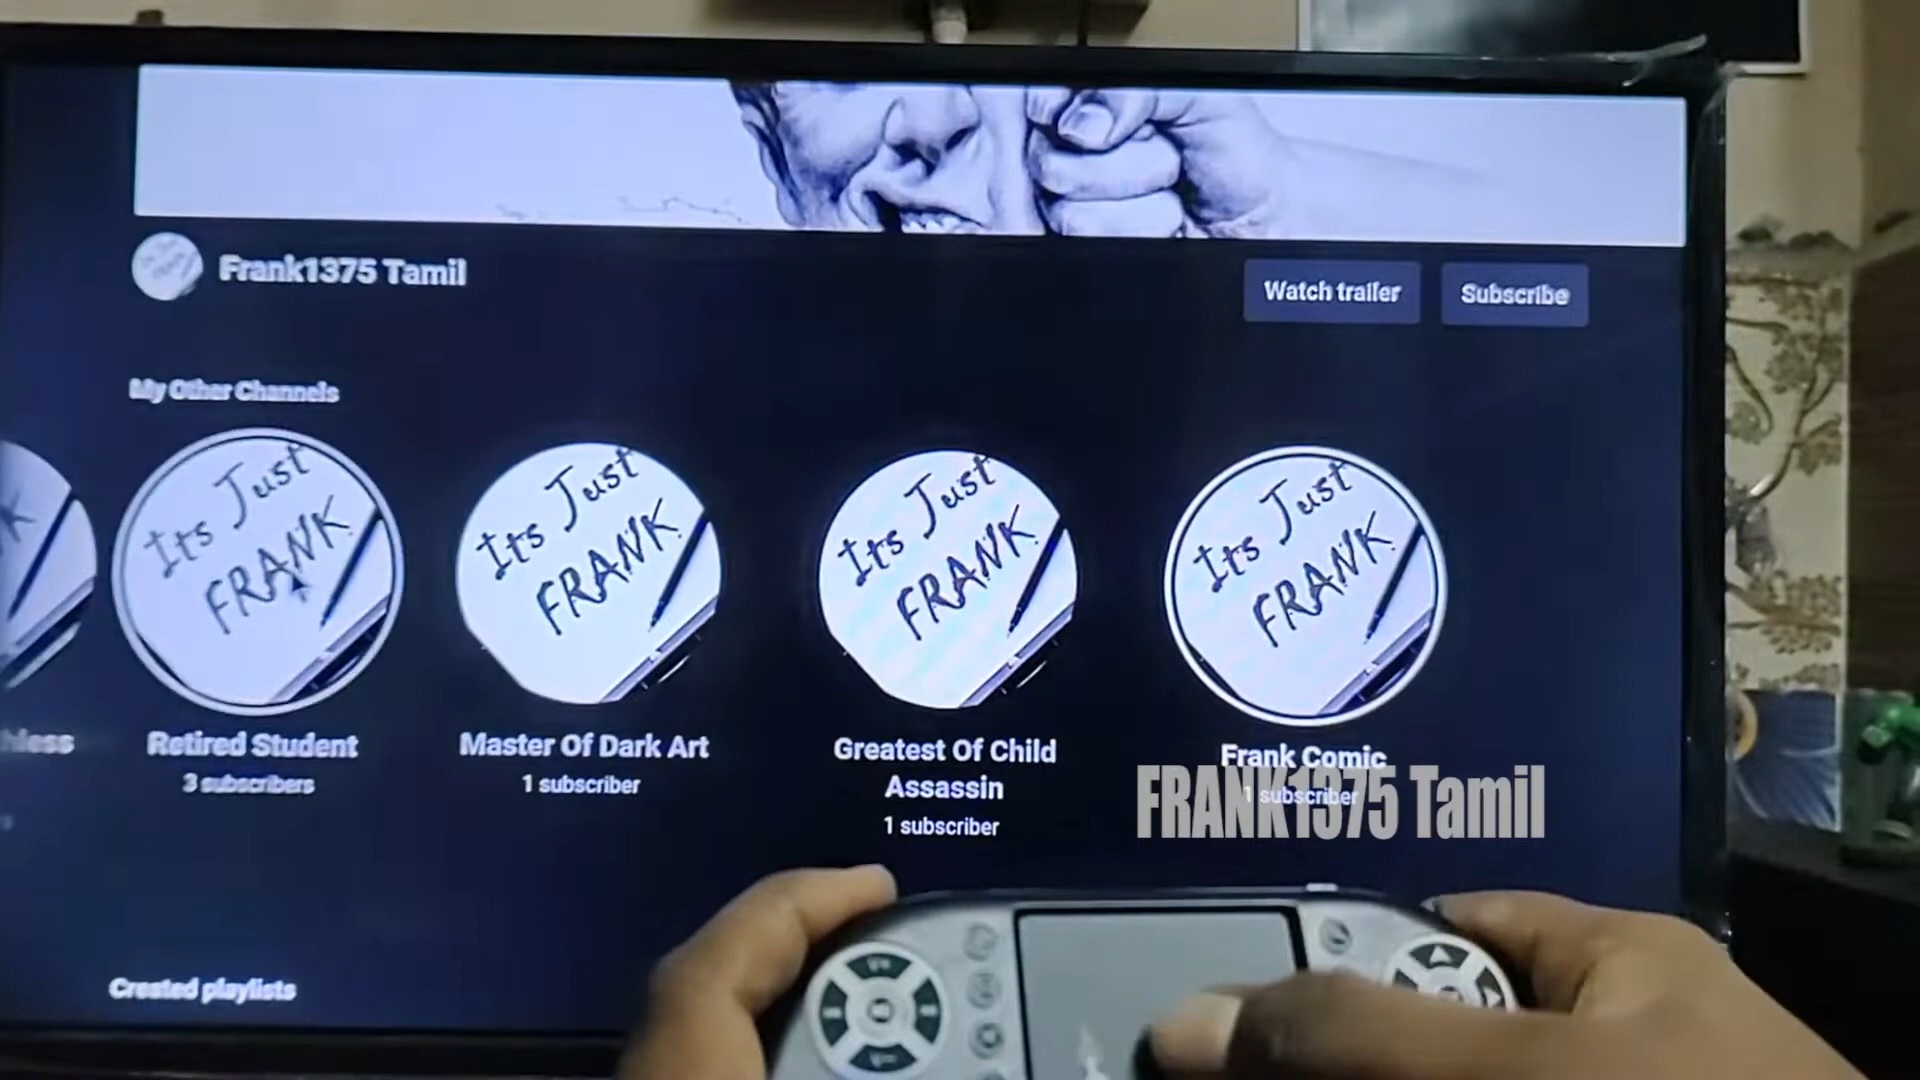 Frank1375 Tamil
Watch trailer
Subscribe
My Other Channels
Its Just
FRANK
Its Just
FRANK
Its Just
FRANK
Its Just
FRANK
Retired Student
3 subscribers
Master Of Dark Art
1 subscriber
Greatest Of Child
Assassin
1 subscriber
Frank Comic
1 subscriber
FRANK1375 Tamil
Created playlists